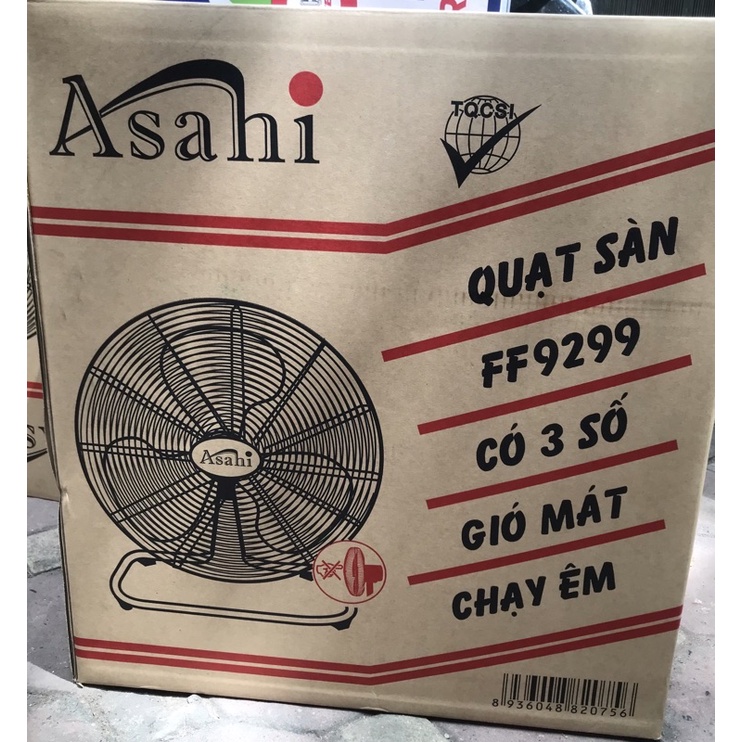 Asahi
TQCSI
QUẠT SÀN
FF9299
CÓ 3 SỐ
GIÓ MÁT
CHẠY ÊM
Asahi
8 936048 820756